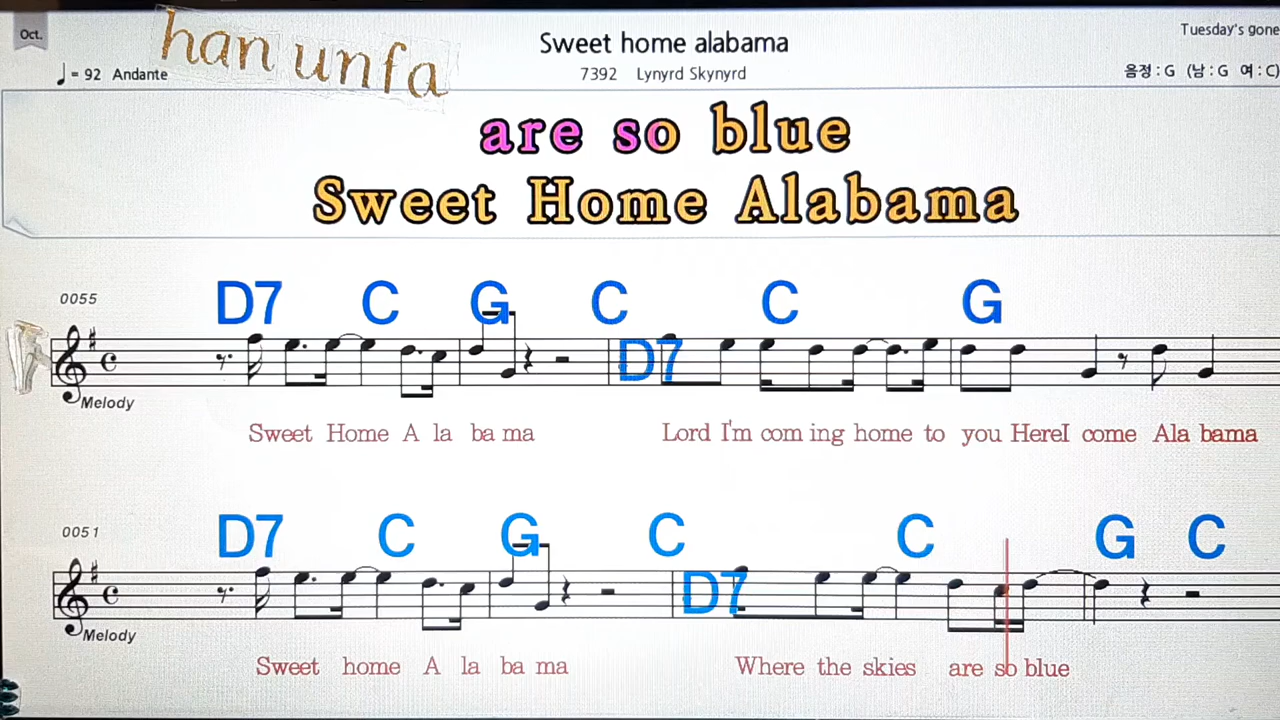 Oct.
han unfa
Sweet home alabama
Tuesday's gone
♩ = 92 Andante
7392 Lynyrd Skynyrd
음정 : G (남 : G 여 : C)
are so blue
Sweet Home Alabama
0055
D7 C G C D7 C G
Melody
Sweet Home A la ba ma Lord I'm com ing home to you HereI come Ala bama
0051
D7 C G C D7 C G C
Melody
Sweet home A la ba ma Where the skies are so blue